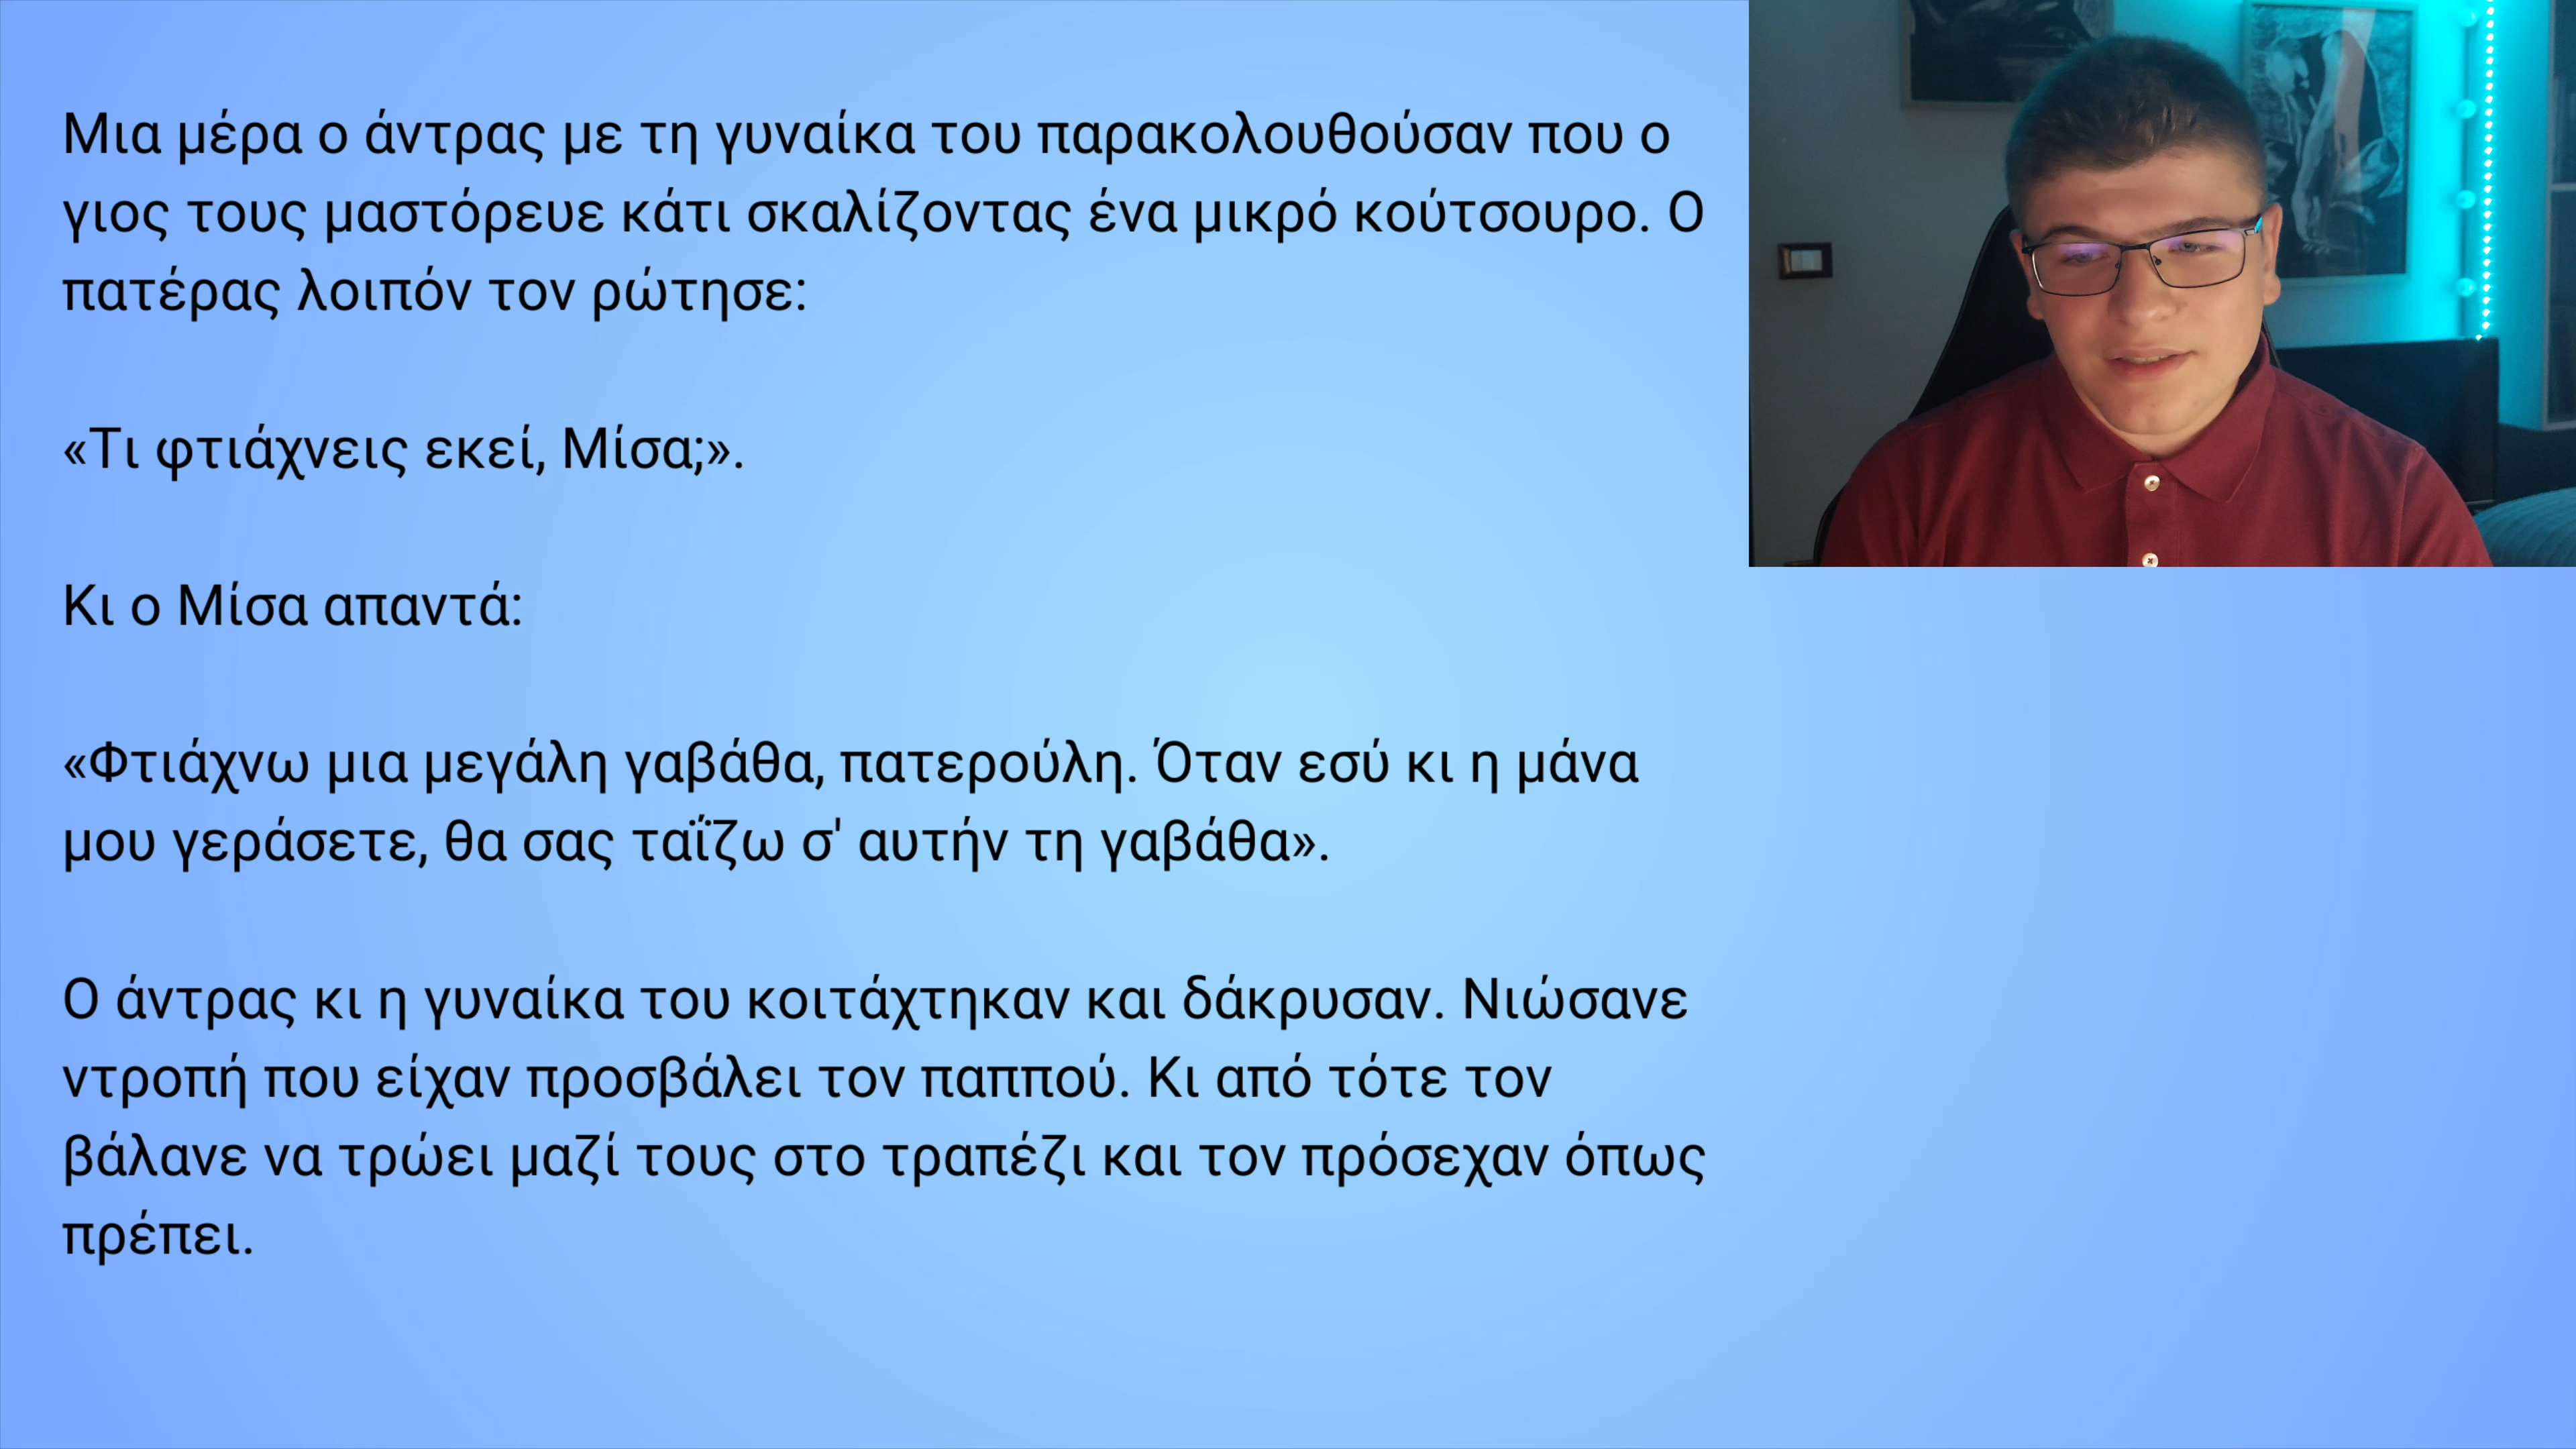 Μια μέρα ο άντρας με τη γυναίκα του παρακολουθούσαν που ο
γιος τους μαστόρευε κάτι σκαλίζοντας ένα μικρό κούτσουρο. Ο
πατέρας λοιπόν τον ρώτησε:
«Τι φτιάχνεις εκεί, Μίσα;».
Κι ο Μίσα απαντά:
«Φτιάχνω μια μεγάλη γαβάθα, πατερούλη. Όταν εσύ κι η μάνα
μου γεράσετε, θα σας ταΐζω σ' αυτήν τη γαβάθα».
Ο άντρας κι η γυναίκα του κοιτάχτηκαν και δάκρυσαν. Νιώσανε
ντροπή που είχαν προσβάλει τον παππού. Κι από τότε τον
βάλανε να τρώει μαζί τους στο τραπέζι και τον πρόσεχαν όπως
πρέπει.